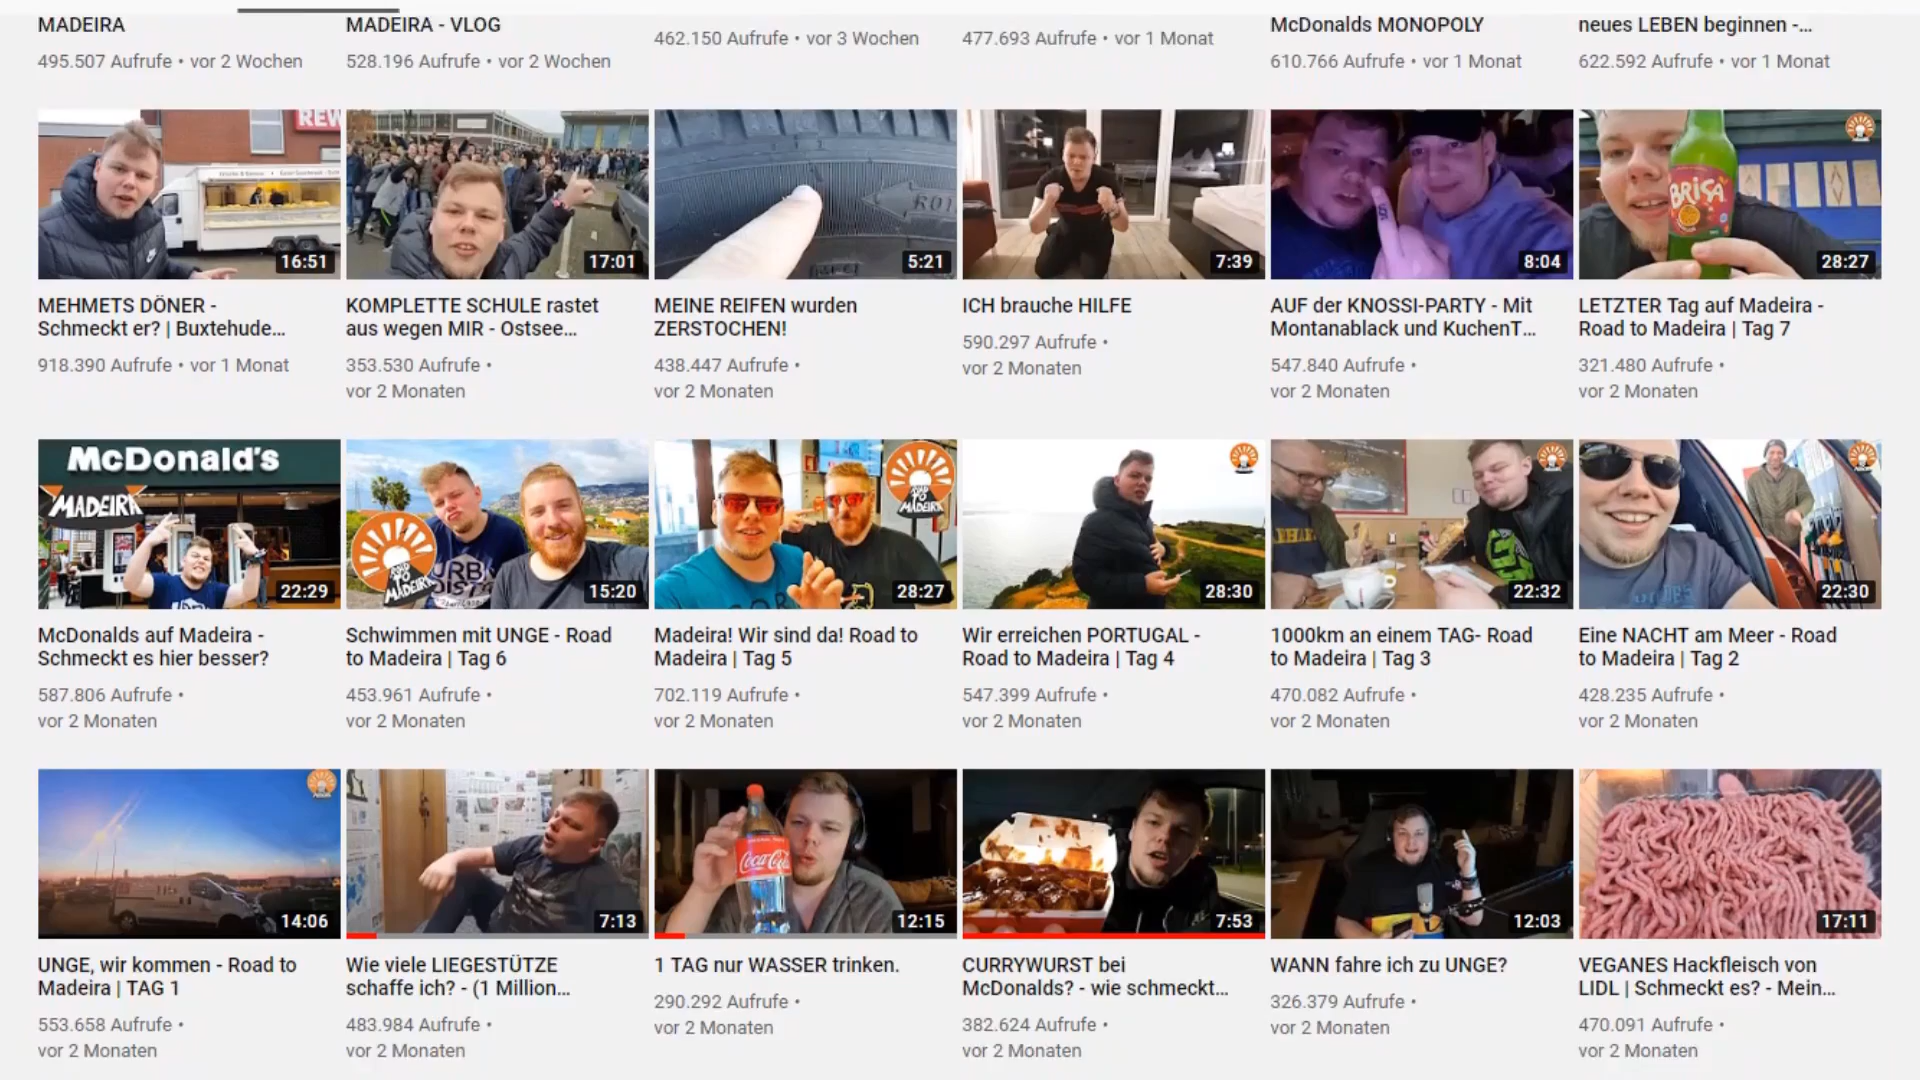 MADEIRA
495.507 Aufrufe • vor 2 Wochen
MADEIRA - VLOG
528.196 Aufrufe • vor 2 Wochen
462.150 Aufrufe • vor 3 Wochen
477.693 Aufrufe • vor 1 Monat
McDonalds MONOPOLY
610.766 Aufrufe • vor 1 Monat
neues LEBEN beginnen -...
622.592 Aufrufe • vor 1 Monat
REW
16:51
MEHMETS DÖNER -
Schmeckt er? | Buxtehude...
918.390 Aufrufe • vor 1 Monat
17:01
KOMPLETTE SCHULE rastet
aus wegen MIR - Ostsee...
353.530 Aufrufe •
vor 2 Monaten
5:21
MEINE REIFEN wurden
ZERSTOCHEN!
438.447 Aufrufe •
vor 2 Monaten
7:39
ICH brauche HILFE
590.297 Aufrufe •
vor 2 Monaten
8:04
AUF der KNOSSI-PARTY - Mit
Montanablack und KuchenT...
547.840 Aufrufe •
vor 2 Monaten
BRISA
28:27
LETZTER Tag auf Madeira -
Road to Madeira | Tag 7
321.480 Aufrufe •
vor 2 Monaten
McDonald's
MADEIRA
22:29
McDonalds auf Madeira -
Schmeckt es hier besser?
587.806 Aufrufe •
vor 2 Monaten
ROAD
TO
MADEIRA
15:20
Schwimmen mit UNGE - Road
to Madeira | Tag 6
453.961 Aufrufe •
vor 2 Monaten
ROAD
TO
MADEIRA
28:27
Madeira! Wir sind da! Road to
Madeira | Tag 5
702.119 Aufrufe •
vor 2 Monaten
28:30
Wir erreichen PORTUGAL -
Road to Madeira | Tag 4
547.399 Aufrufe •
vor 2 Monaten
22:32
1000km an einem TAG- Road
to Madeira | Tag 3
470.082 Aufrufe •
vor 2 Monaten
22:30
Eine NACHT am Meer - Road
to Madeira | Tag 2
428.235 Aufrufe •
vor 2 Monaten
14:06
UNGE, wir kommen - Road to
Madeira | TAG 1
553.658 Aufrufe •
vor 2 Monaten
7:13
Wie viele LIEGESTÜTZE
schaffe ich? - (1 Million...
483.984 Aufrufe •
vor 2 Monaten
Coca-Cola
12:15
1 TAG nur WASSER trinken.
290.292 Aufrufe •
vor 2 Monaten
7:53
CURRYWURST bei
McDonalds? - wie schmeckt...
382.624 Aufrufe •
vor 2 Monaten
12:03
WANN fahre ich zu UNGE?
326.379 Aufrufe •
vor 2 Monaten
17:11
VEGANES Hackfleisch von
LIDL | Schmeckt es? - Mein...
470.091 Aufrufe •
vor 2 Monaten